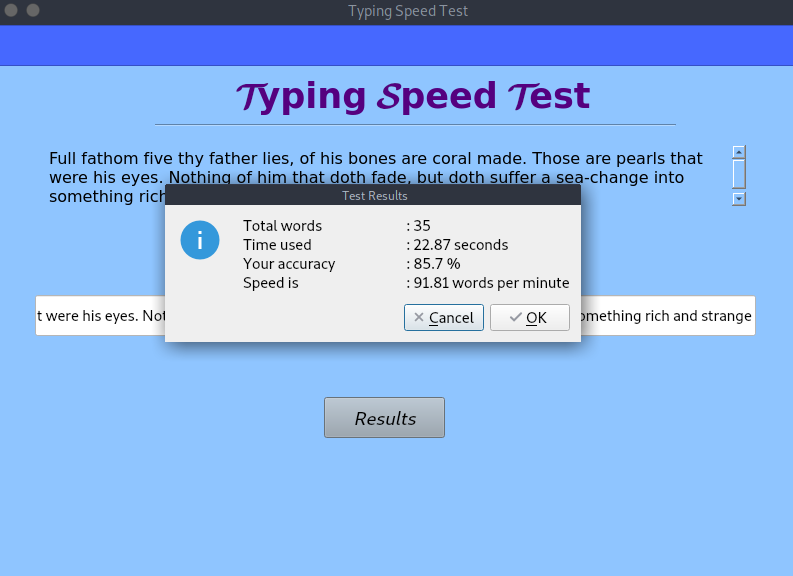 Typing Speed Test
𝓣yping 𝓢peed 𝓣est
Full fathom five thy father lies, of his bones are coral made. Those are pearls that
were his eyes. Nothing of him that doth fade, but doth suffer a sea-change into
something rich
Test Results
Total words : 35
Time used : 22.87 seconds
Your accuracy : 85.7 %
Speed is : 91.81 words per minute
Cancel OK
t were his eyes. Not omething rich and strange
Results